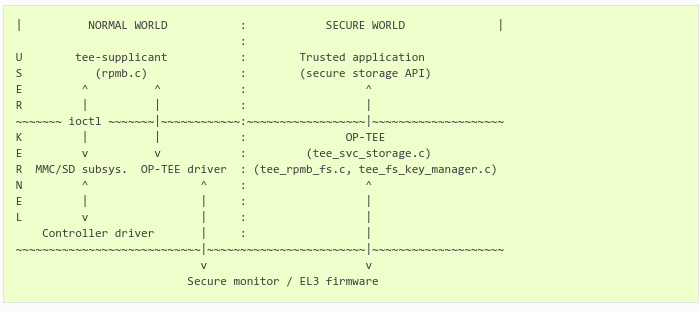 |          NORMAL WORLD           :            SECURE WORLD              |
                                  :
U        tee-supplicant           :        Trusted application
S           (rpmb.c)              :        (secure storage API)
E         ^          ^            :                  ^
R         |          |            :                  |
~~~~~~~ ioctl ~~~~~~~|~~~~~~~~~~~~:~~~~~~~~~~~~~~~~~~|~~~~~~~~~~~~~~~~~~~~
K         |          |            :               OP-TEE
E         v          v            :         (tee_svc_storage.c)
R  MMC/SD subsys.  OP-TEE driver  : (tee_rpmb_fs.c, tee_fs_key_manager.c)
N         ^                 ^     :                  ^
E         |                 |     :                  |
L         v                 |     :                  |
    Controller driver       |     :                  |
~~~~~~~~~~~~~~~~~~~~~~~~~~~~|~~~~~~~~~~~~~~~~~~~~~~~~|~~~~~~~~~~~~~~~~~~~~
                            v                        v
                          Secure monitor / EL3 firmware